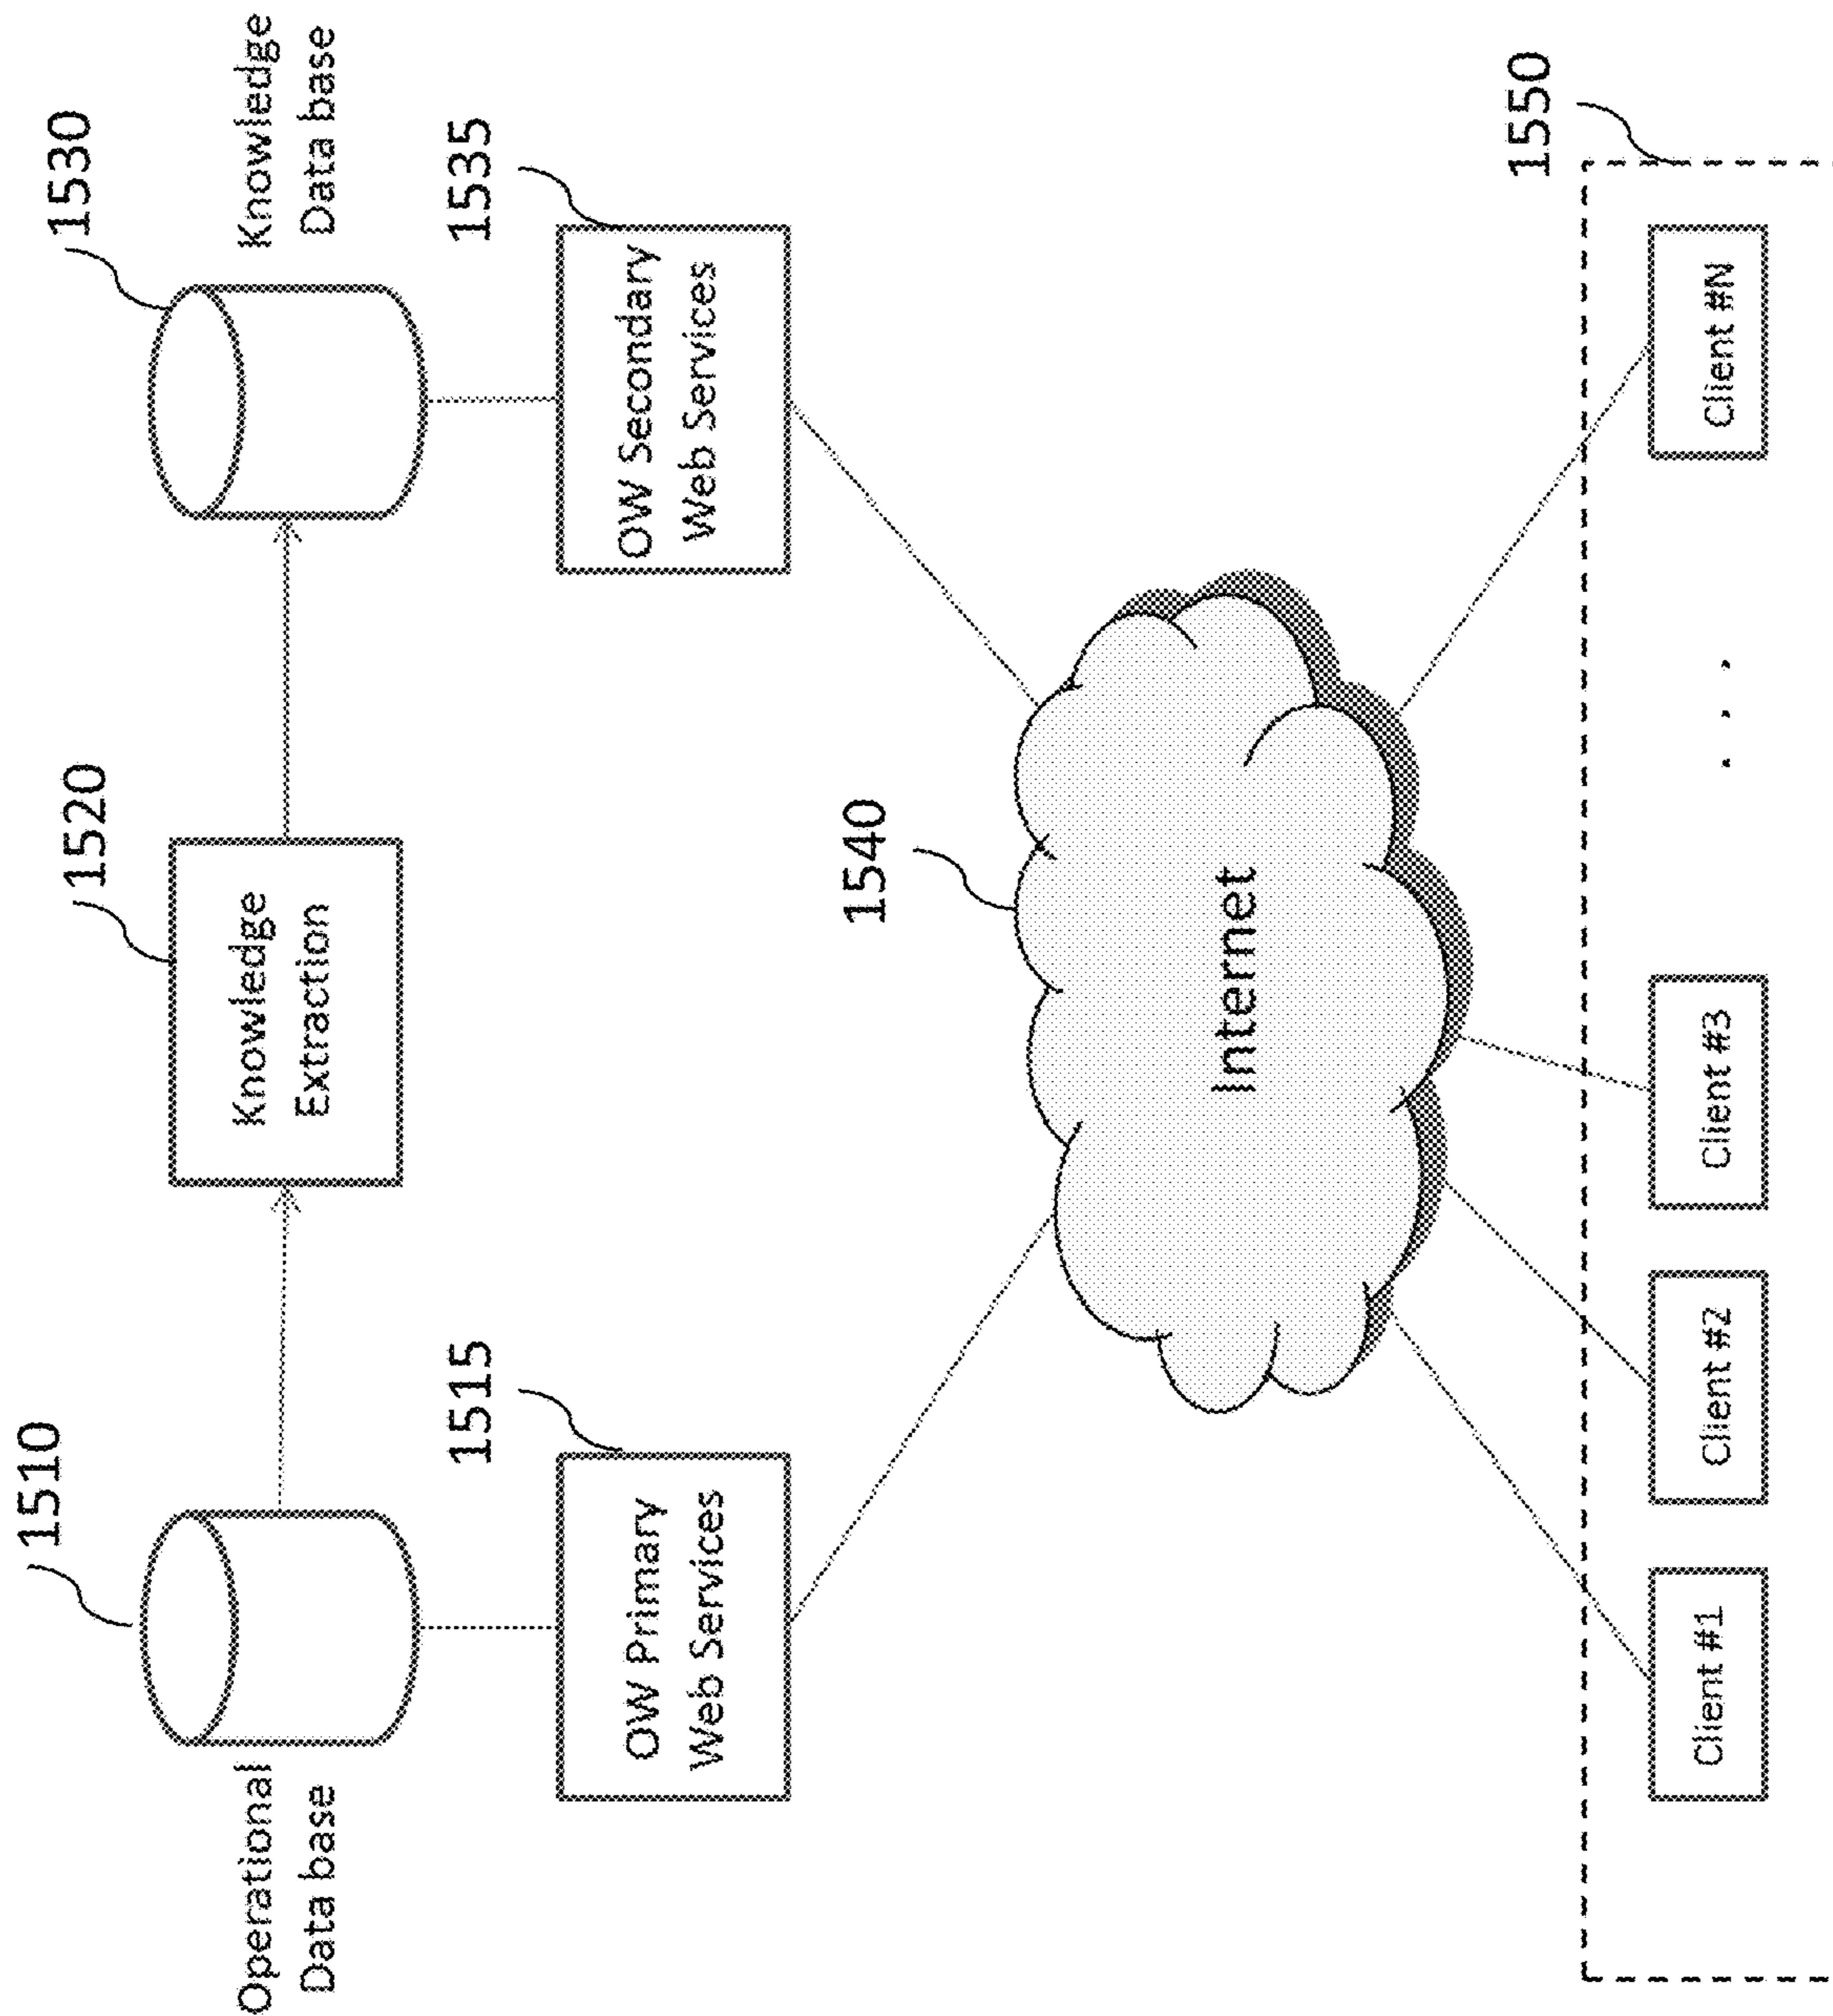 1510
1520
1530
Operational
Data base
Knowledge
Extraction
Knowledge
Data base
1515
1535
OW Primary
Web Services
OW Secondary
Web Services
1540
Internet
1550
Client #1
Client #2
Client #3
. . .
Client #N